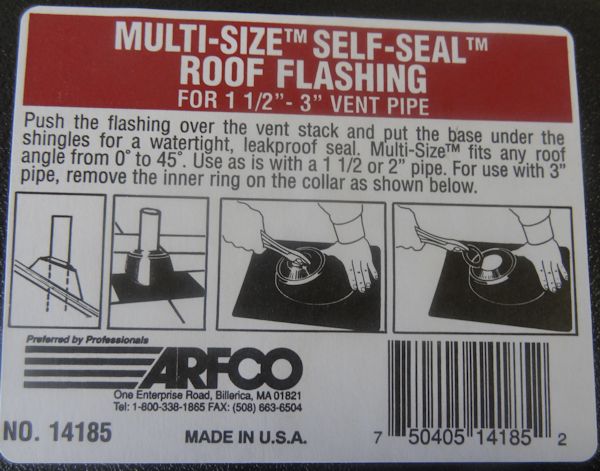 MULTI-SIZE™ SELF-SEAL™
ROOF FLASHING
FOR 1 1/2"- 3" VENT PIPE
Push the flashing over the vent stack and put the base under the
shingles for a watertight, leakproof seal. Multi-Size™ fits any roof
angle from 0° to 45°. Use as is with a 1 1/2 or 2" pipe. For use with 3"
pipe, remove the inner ring on the collar as shown below.
Preferred by Professionals
ARFCO
One Enterprise Road, Billerica, MA 01821
Tel: 1-800-338-1865 FAX: (508) 663-6504
NO. 14185
MADE IN U.S.A.
7 50405 14185 2